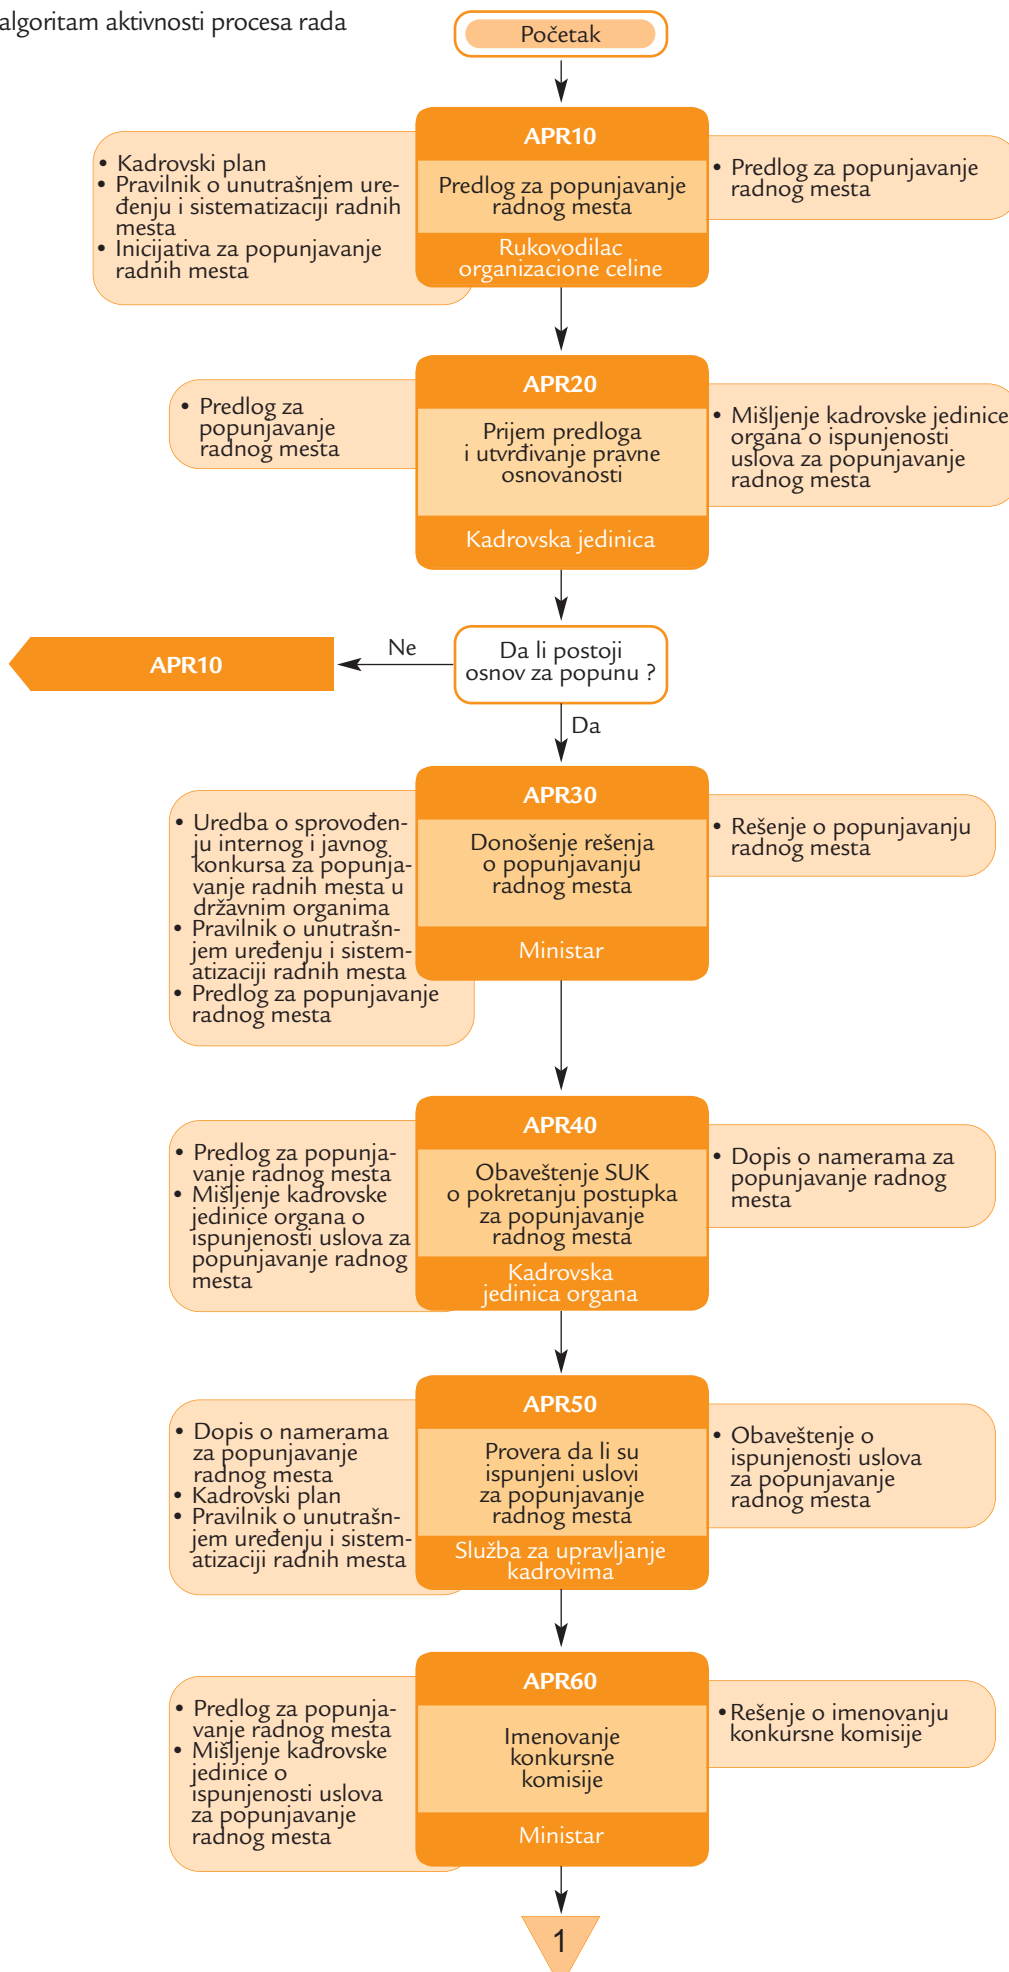 algoritam aktivnosti procesa rada
Početak
APR10
• Kadrovski plan
• Pravilnik o unutrašnjem ure-
đenju i sistematizaciji radnih
mesta
• Inicijativa za popunjavanje
radnih mesta
Predlog za popunjavanje
radnog mesta
Rukovodilac
organizacione celine
• Predlog za popunjavanje
radnog mesta
APR20
• Predlog za
popunjavanje
radnog mesta
Prijem predloga
i utvrđivanje pravne
osnovanosti
Kadrovska jedinica
• Mišljenje kadrovske jedinice
organa o ispunjenosti
uslova za popunjavanje
radnog mesta
Da li postoji
osnov za popunu ?
Ne
APR10
Da
APR30
• Uredba o sprovođen-
ju internog i javnog
konkursa za popunja-
vanje radnih mesta u
državnim organima
• Pravilnik o unutrašn-
jem uređenju i sistem-
atizaciji radnih mesta
• Predlog za popunjavanje
radnog mesta
Donošenje rešenja
o popunjavanju
radnog mesta
Ministar
• Rešenje o popunjavanju
radnog mesta
APR40
• Predlog za popunja-
vanje radnog mesta
• Mišljenje kadrovske
jedinice organa o
ispunjenosti uslova za
popunjavanje radnog
mesta
Obaveštenje SUK
o pokretanju postupka
za popunjavanje
radnog mesta
Kadrovska
jedinica organa
• Dopis o namerama za
popunjavanje radnog
mesta
APR50
• Dopis o namerama
za popunjavanje
radnog mesta
• Kadrovski plan
• Pravilnik o unutrašn-
jem uređenju i sistem-
atizaciji radnih mesta
Provera da li su
ispunjeni uslovi
za popunjavanje
radnog mesta
Služba za upravljanje
kadrovima
• Obaveštenje o
ispunjenosti uslova
za popunjavanje
radnog mesta
APR60
• Predlog za popunja-
vanje radnog mesta
• Mišljenje kadrovske
jedinice o
ispunjenosti uslova
za popunjavanje
radnog mesta
Imenovanje
konkursne
komisije
Ministar
• Rešenje o imenovanju
konkursne komisije
1